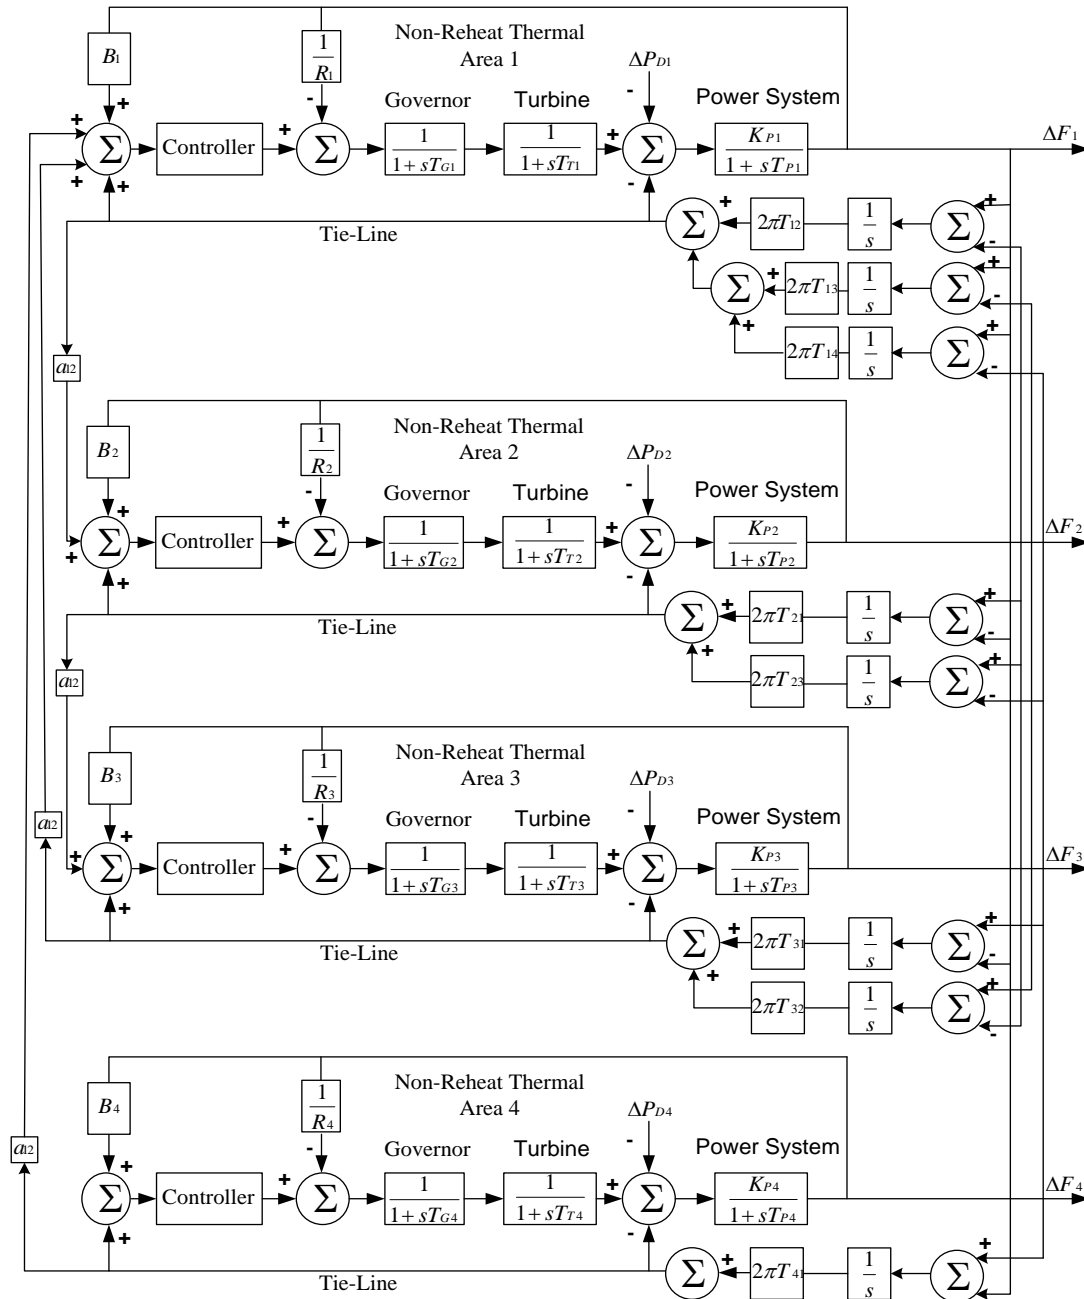 Non-Reheat Thermal
Area 1
B1
1/R1
ΔPD1
-
-
+
Governor
Turbine
Power System
+
+
+
+
Σ
Controller
+
Σ
1/(1+sTG1)
1/(1+sTT1)
+
Σ
-
KP1/(1+sTP1)
ΔF1
Tie-Line
Σ
+
2πT12
1/s
Σ
+
-
Σ
+
+
2πT13
1/s
Σ
+
-
2πT14
1/s
Σ
+
-
a12
Non-Reheat Thermal
Area 2
B2
1/R2
ΔPD2
-
-
+
Governor
Turbine
Power System
+
+
Σ
Controller
+
Σ
1/(1+sTG2)
1/(1+sTT2)
+
Σ
-
KP2/(1+sTP2)
ΔF2
Tie-Line
Σ
+
+
2πT21
1/s
Σ
+
-
2πT23
1/s
Σ
+
-
a12
Non-Reheat Thermal
Area 3
B3
1/R3
ΔPD3
-
-
+
Governor
Turbine
Power System
a12
+
+
Σ
Controller
+
Σ
1/(1+sTG3)
1/(1+sTT3)
+
Σ
-
KP3/(1+sTP3)
ΔF3
Tie-Line
Σ
+
+
2πT31
1/s
Σ
+
-
2πT32
1/s
Σ
+
-
Non-Reheat Thermal
Area 4
B4
1/R4
ΔPD4
-
-
+
Governor
Turbine
Power System
a12
+
Σ
Controller
+
Σ
1/(1+sTG4)
1/(1+sTT4)
+
Σ
-
KP4/(1+sTP4)
ΔF4
Tie-Line
Σ
+
2πT41
1/s
Σ
+